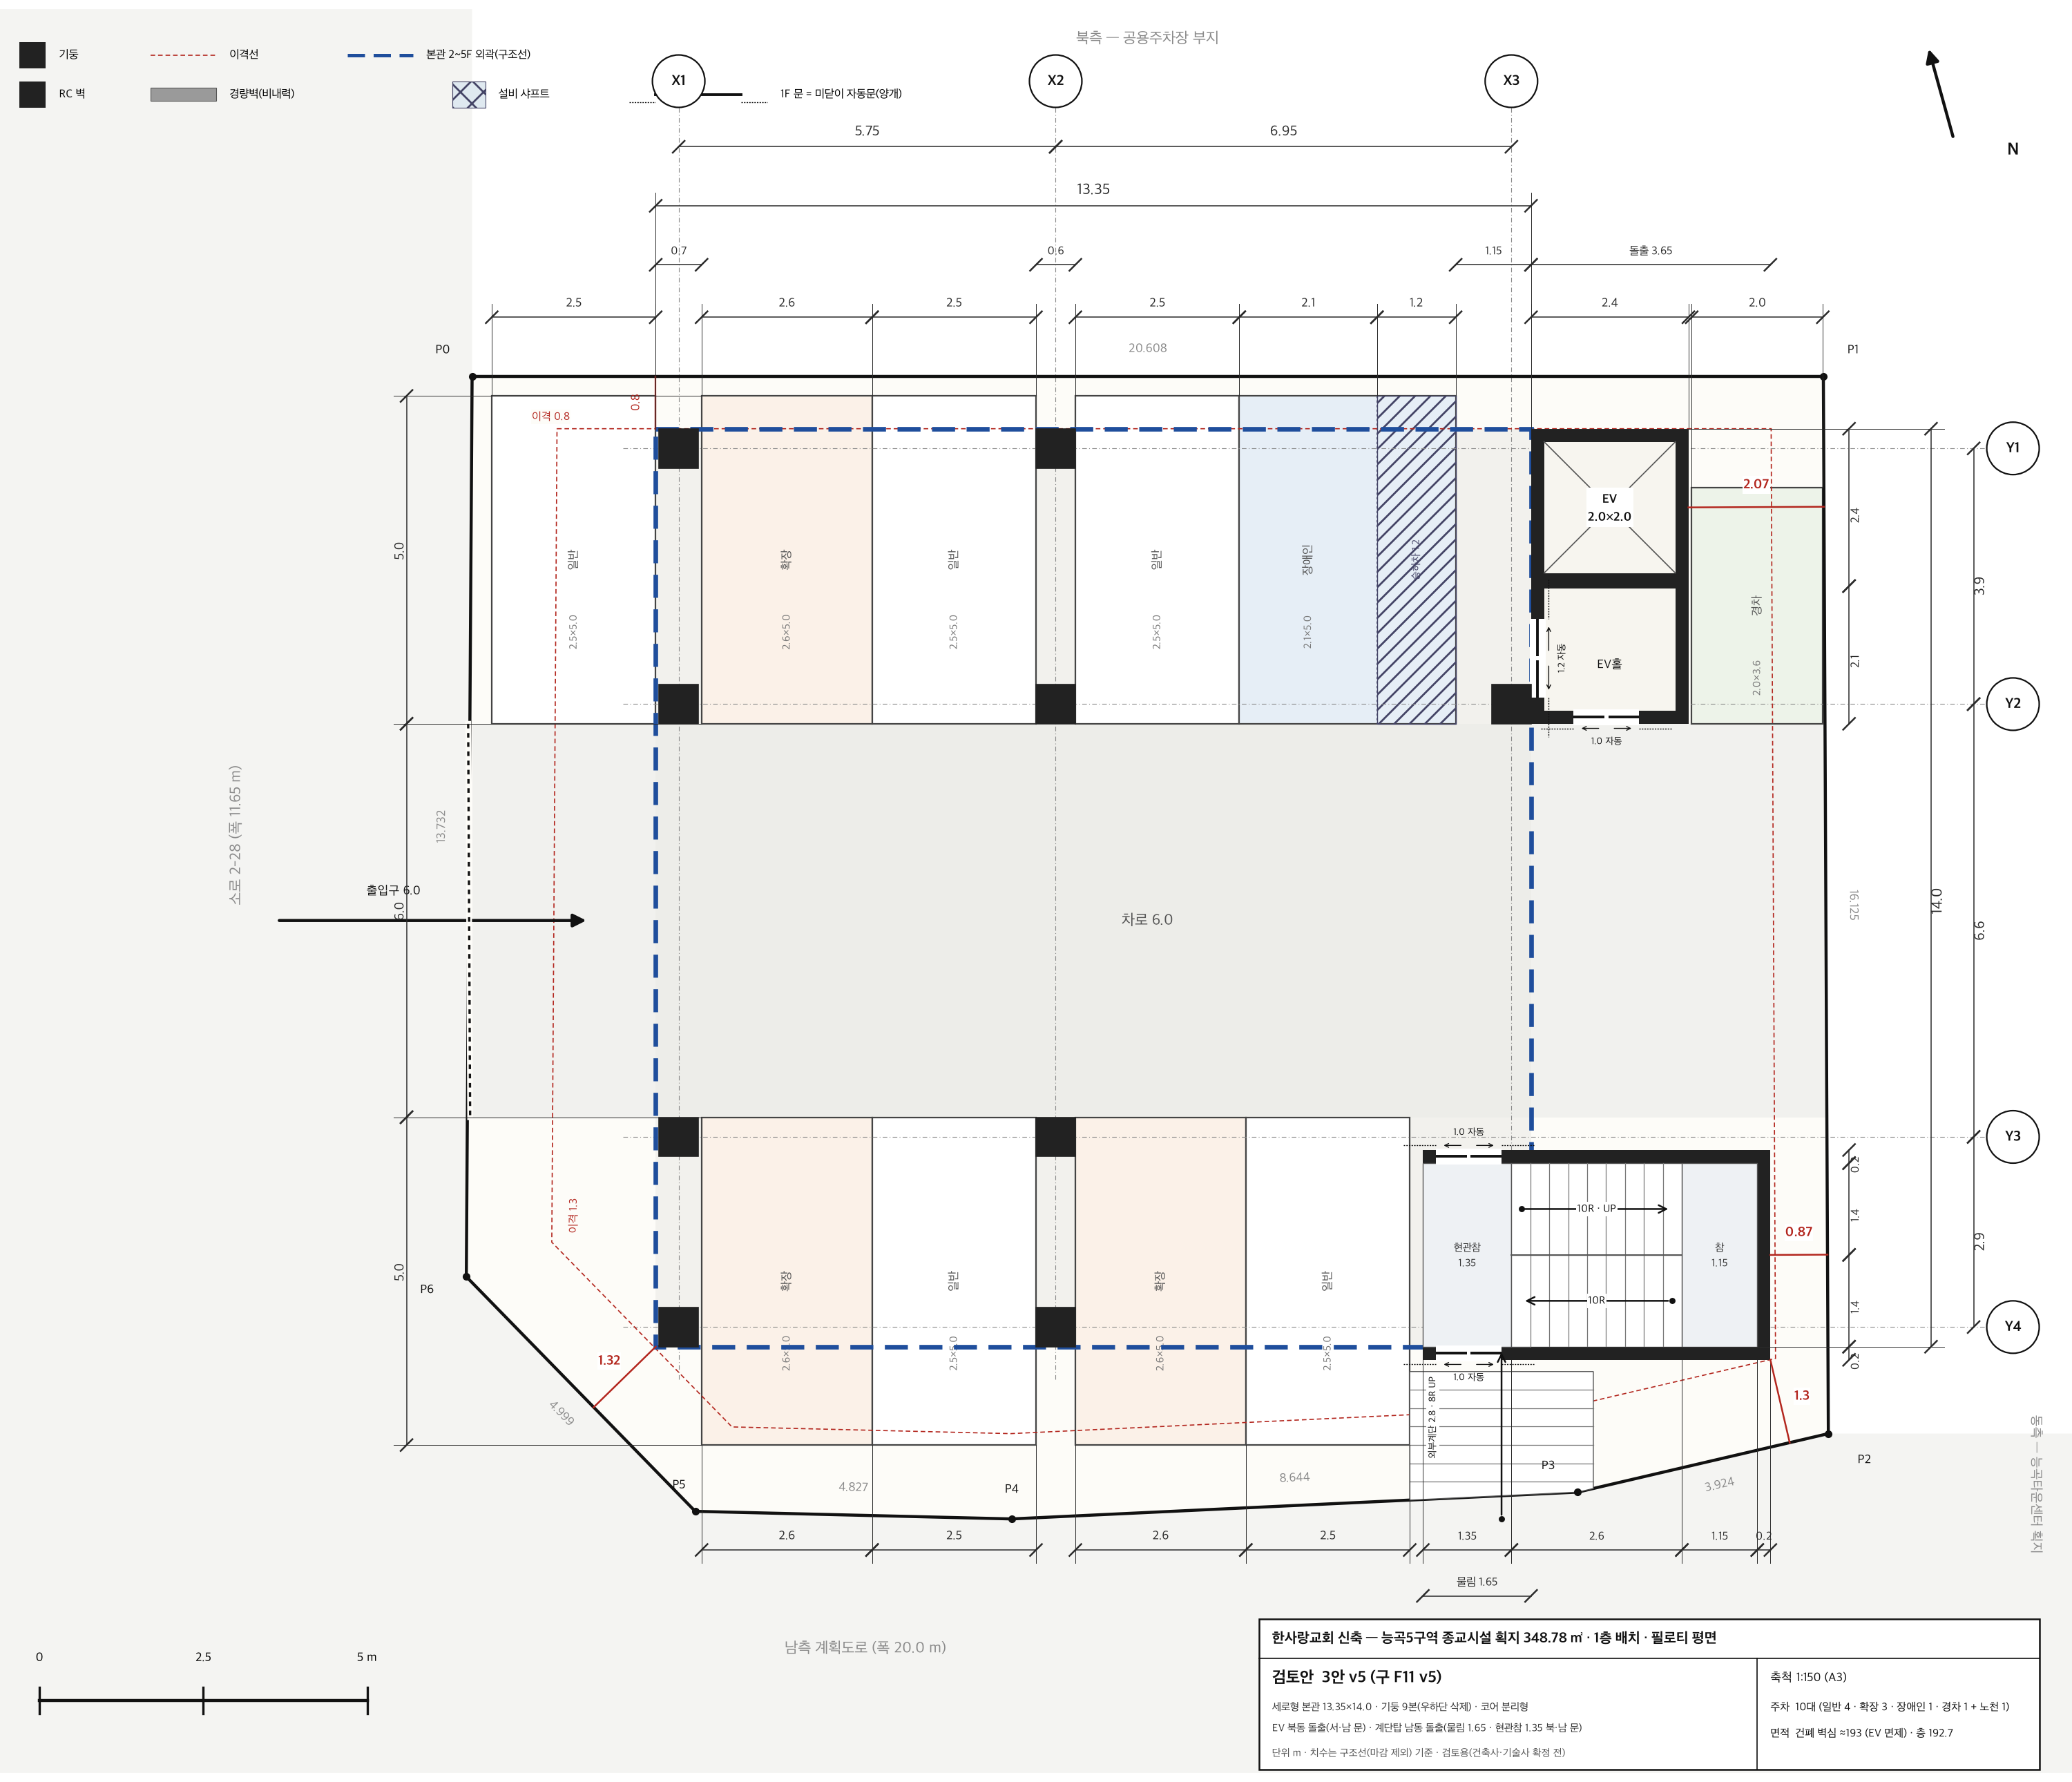 북측 — 공용주차장 부지
기둥
이격선
본관 2~5F 외곽(구조선)
RC 벽
경량벽(비내력)
설비 샤프트
1F 문 = 미닫이 자동문(양개)
X1
X2
X3
N
5.75
6.95
13.35
0.7
0.6
1.15
돌출 3.65
2.5
2.6
2.5
2.5
2.1
1.2
2.4
2.0
P0
20.608
P1
이격 0.8
0.8
Y1
2.07
EV
2.0×2.0
2.4
5.0
일반
확장
일반
일반
장애인
승하차 1.2
경차
3.9
2.5×5.0
2.6×5.0
2.5×5.0
2.5×5.0
2.1×5.0
1.2 자동
EV홀
2.0×3.6
2.1
Y2
1.0 자동
소로 2-28 (폭 11.65 m)
13.732
출입구 6.0
6.0
차로 6.0
16.125
14.0
6.6
1.0 자동
Y3
0.2
이격 1.3
10R · UP
1.4
0.87
2.9
현관참
1.35
참
1.15
5.0
P6
확장
일반
확장
일반
10R
1.4
Y4
1.32
2.6×5.0
2.5×5.0
2.6×5.0
2.5×5.0
1.0 자동
0.2
외부계단 2.8 · 8R UP
1.3
4.999
P5
4.827
P4
8.644
P3
3.924
P2
동측 — 능곡타운센터 획지
2.6
2.5
2.6
2.5
1.35
2.6
1.15
0.2
물림 1.65
남측 계획도로 (폭 20.0 m)
0
2.5
5 m
한사랑교회 신축 — 능곡5구역 종교시설 획지 348.78 ㎡ · 1층 배치 · 필로티 평면
검토안 3안 v5 (구 F11 v5)
세로형 본관 13.35×14.0 · 기둥 9본(우하단 삭제) · 코어 분리형
EV 북동 돌출(서·남 문) · 계단탑 남동 돌출(물림 1.65 · 현관참 1.35 북·남 문)
단위 m · 치수는 구조선(마감 제외) 기준 · 검토용(건축사·기술사 확정 전)
축척 1:150 (A3)
주차 10대 (일반 4 · 확장 3 · 장애인 1 · 경차 1 + 노천 1)
면적 건폐 벽심 ≈193 (EV 면제) · 층 192.7